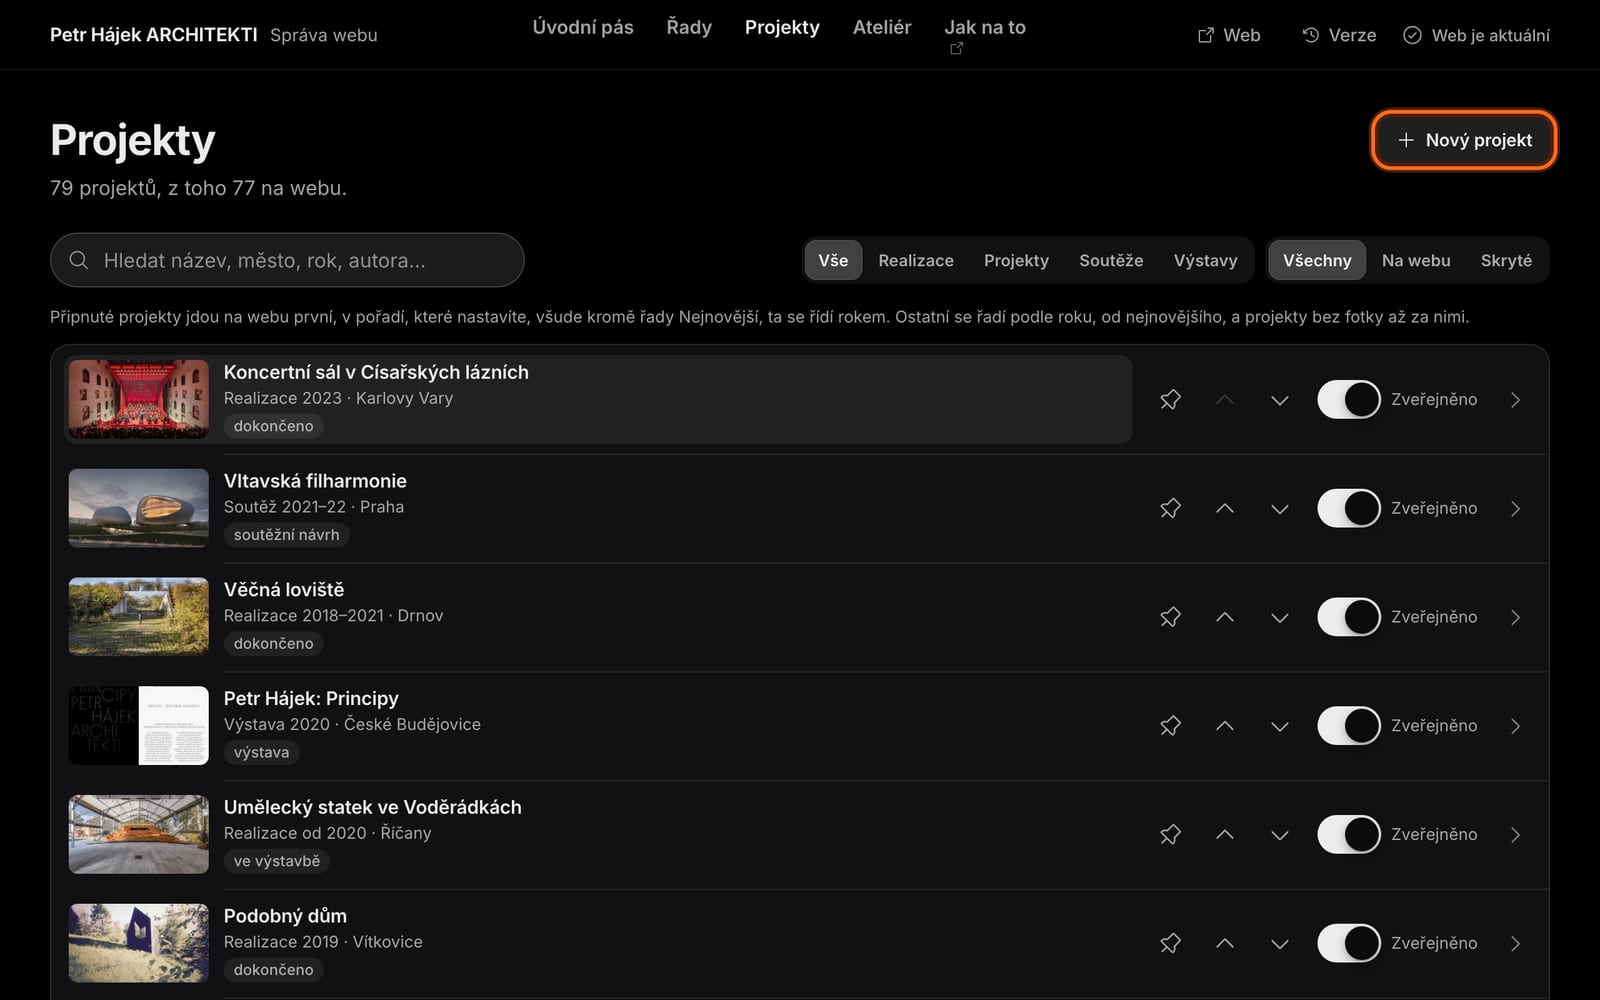 Petr Hájek ARCHITEKTI Správa webu
Úvodní pás Řady Projekty Ateliér Jak na to
Web Verze Web je aktuální
Projekty
+ Nový projekt
79 projektů, z toho 77 na webu.
Hledat název, město, rok, autora...
Vše Realizace Projekty Soutěže Výstavy
Všechny Na webu Skryté
Připnuté projekty jdou na webu první, v pořadí, které nastavíte, všude kromě řady Nejnovější, ta se řídí rokem. Ostatní se řadí podle roku, od nejnovějšího, a projekty bez fotky až za nimi.
Koncertní sál v Císařských lázních
Realizace 2023 · Karlovy Vary
dokončeno
Zveřejněno
Vltavská filharmonie
Soutěž 2021–22 · Praha
soutěžní návrh
Zveřejněno
Věčná loviště
Realizace 2018–2021 · Drnov
dokončeno
Zveřejněno
PRINCIPY
PETR
HÁJEK
ARCHI
TEKTI
Petr Hájek: Principy
Výstava 2020 · České Budějovice
výstava
Zveřejněno
Umělecký statek ve Voděrádkách
Realizace od 2020 · Říčany
ve výstavbě
Zveřejněno
Podobný dům
Realizace 2019 · Vítkovice
dokončeno
Zveřejněno